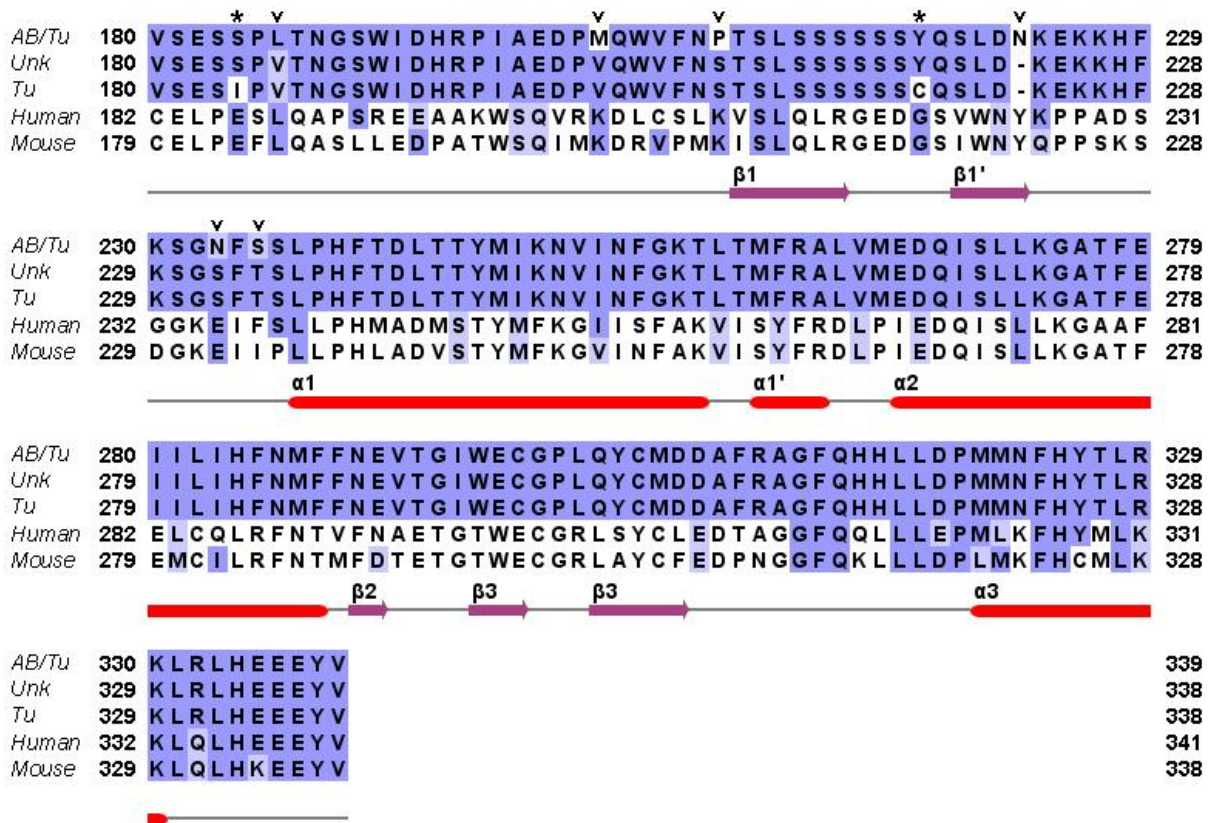 * v v v * v
AB/Tu 180 VSESSPLTNGSWIDHRPIAEDPMQWVFNPTSLSSSSSSYQSLDNKEKKHF 229
Unk 180 VSESSPVTNGSWIDHRPIAEDPVQWVFNSTSLSSSSSSYQSLD-KEKKHF 228
Tu 180 VSESIPVTNGSWIDHRPIAEDPVQWVFNSTSLSSSSSSCQSLD-KEKKHF 228
Human 182 CELPESLQAPSREEAAKWSQVRKDLCSLKVSLQLRGEDGSVWNYKPPADS 231
Mouse 179 CELPEFLQASLLEDPATWSQIMKDRVPMKISLQLRGEDGSIWNYQPPSKS 228
β1 β1'
v v
AB/Tu 230 KSGNFSSLPHFTDLTTYMIKNVINFGKTLTMFRALVMEDQISLLKGATFE 279
Unk 229 KSGSFTSLPHFTDLTTYMIKNVINFGKTLTMFRALVMEDQISLLKGATFE 278
Tu 229 KSGSFTSLPHFTDLTTYMIKNVINFGKTLTMFRALVMEDQISLLKGATFE 278
Human 232 GGKEIFSLLPHMADMSTYMFKGIISFAKVISYFRDLPIEDQISLLKGAAF 281
Mouse 229 DGKEIIPLLPHLADVSTYMFKGVINFAKVISYFRDLPIEDQISLLKGATF 278
α1 α1' α2
AB/Tu 280 IILIHFNMFFNEVTGIWECGPLQYCMDDAFRAGFQHHLLDPMMNFHYTLR 329
Unk 279 IILIHFNMFFNEVTGIWECGPLQYCMDDAFRAGFQHHLLDPMMNFHYTLR 328
Tu 279 IILIHFNMFFNEVTGIWECGPLQYCMDDAFRAGFQHHLLDPMMNFHYTLR 328
Human 282 ELCQLRFNTVFNAETGTWECGRLSYCLEDTAGGFQQLLLEPMLKFHYMLK 331
Mouse 279 EMCILRFNTMFDTETGTWECGRLAYCFEDPNGGFQKLLLDPLMKFHCMLK 328
β2 β3 β3 α3
AB/Tu 330 KLRLHEEEYV 339
Unk 329 KLRLHEEEYV 338
Tu 329 KLRLHEEEYV 338
Human 332 KLQLHEEEYV 341
Mouse 329 KLQLHKEEYV 338